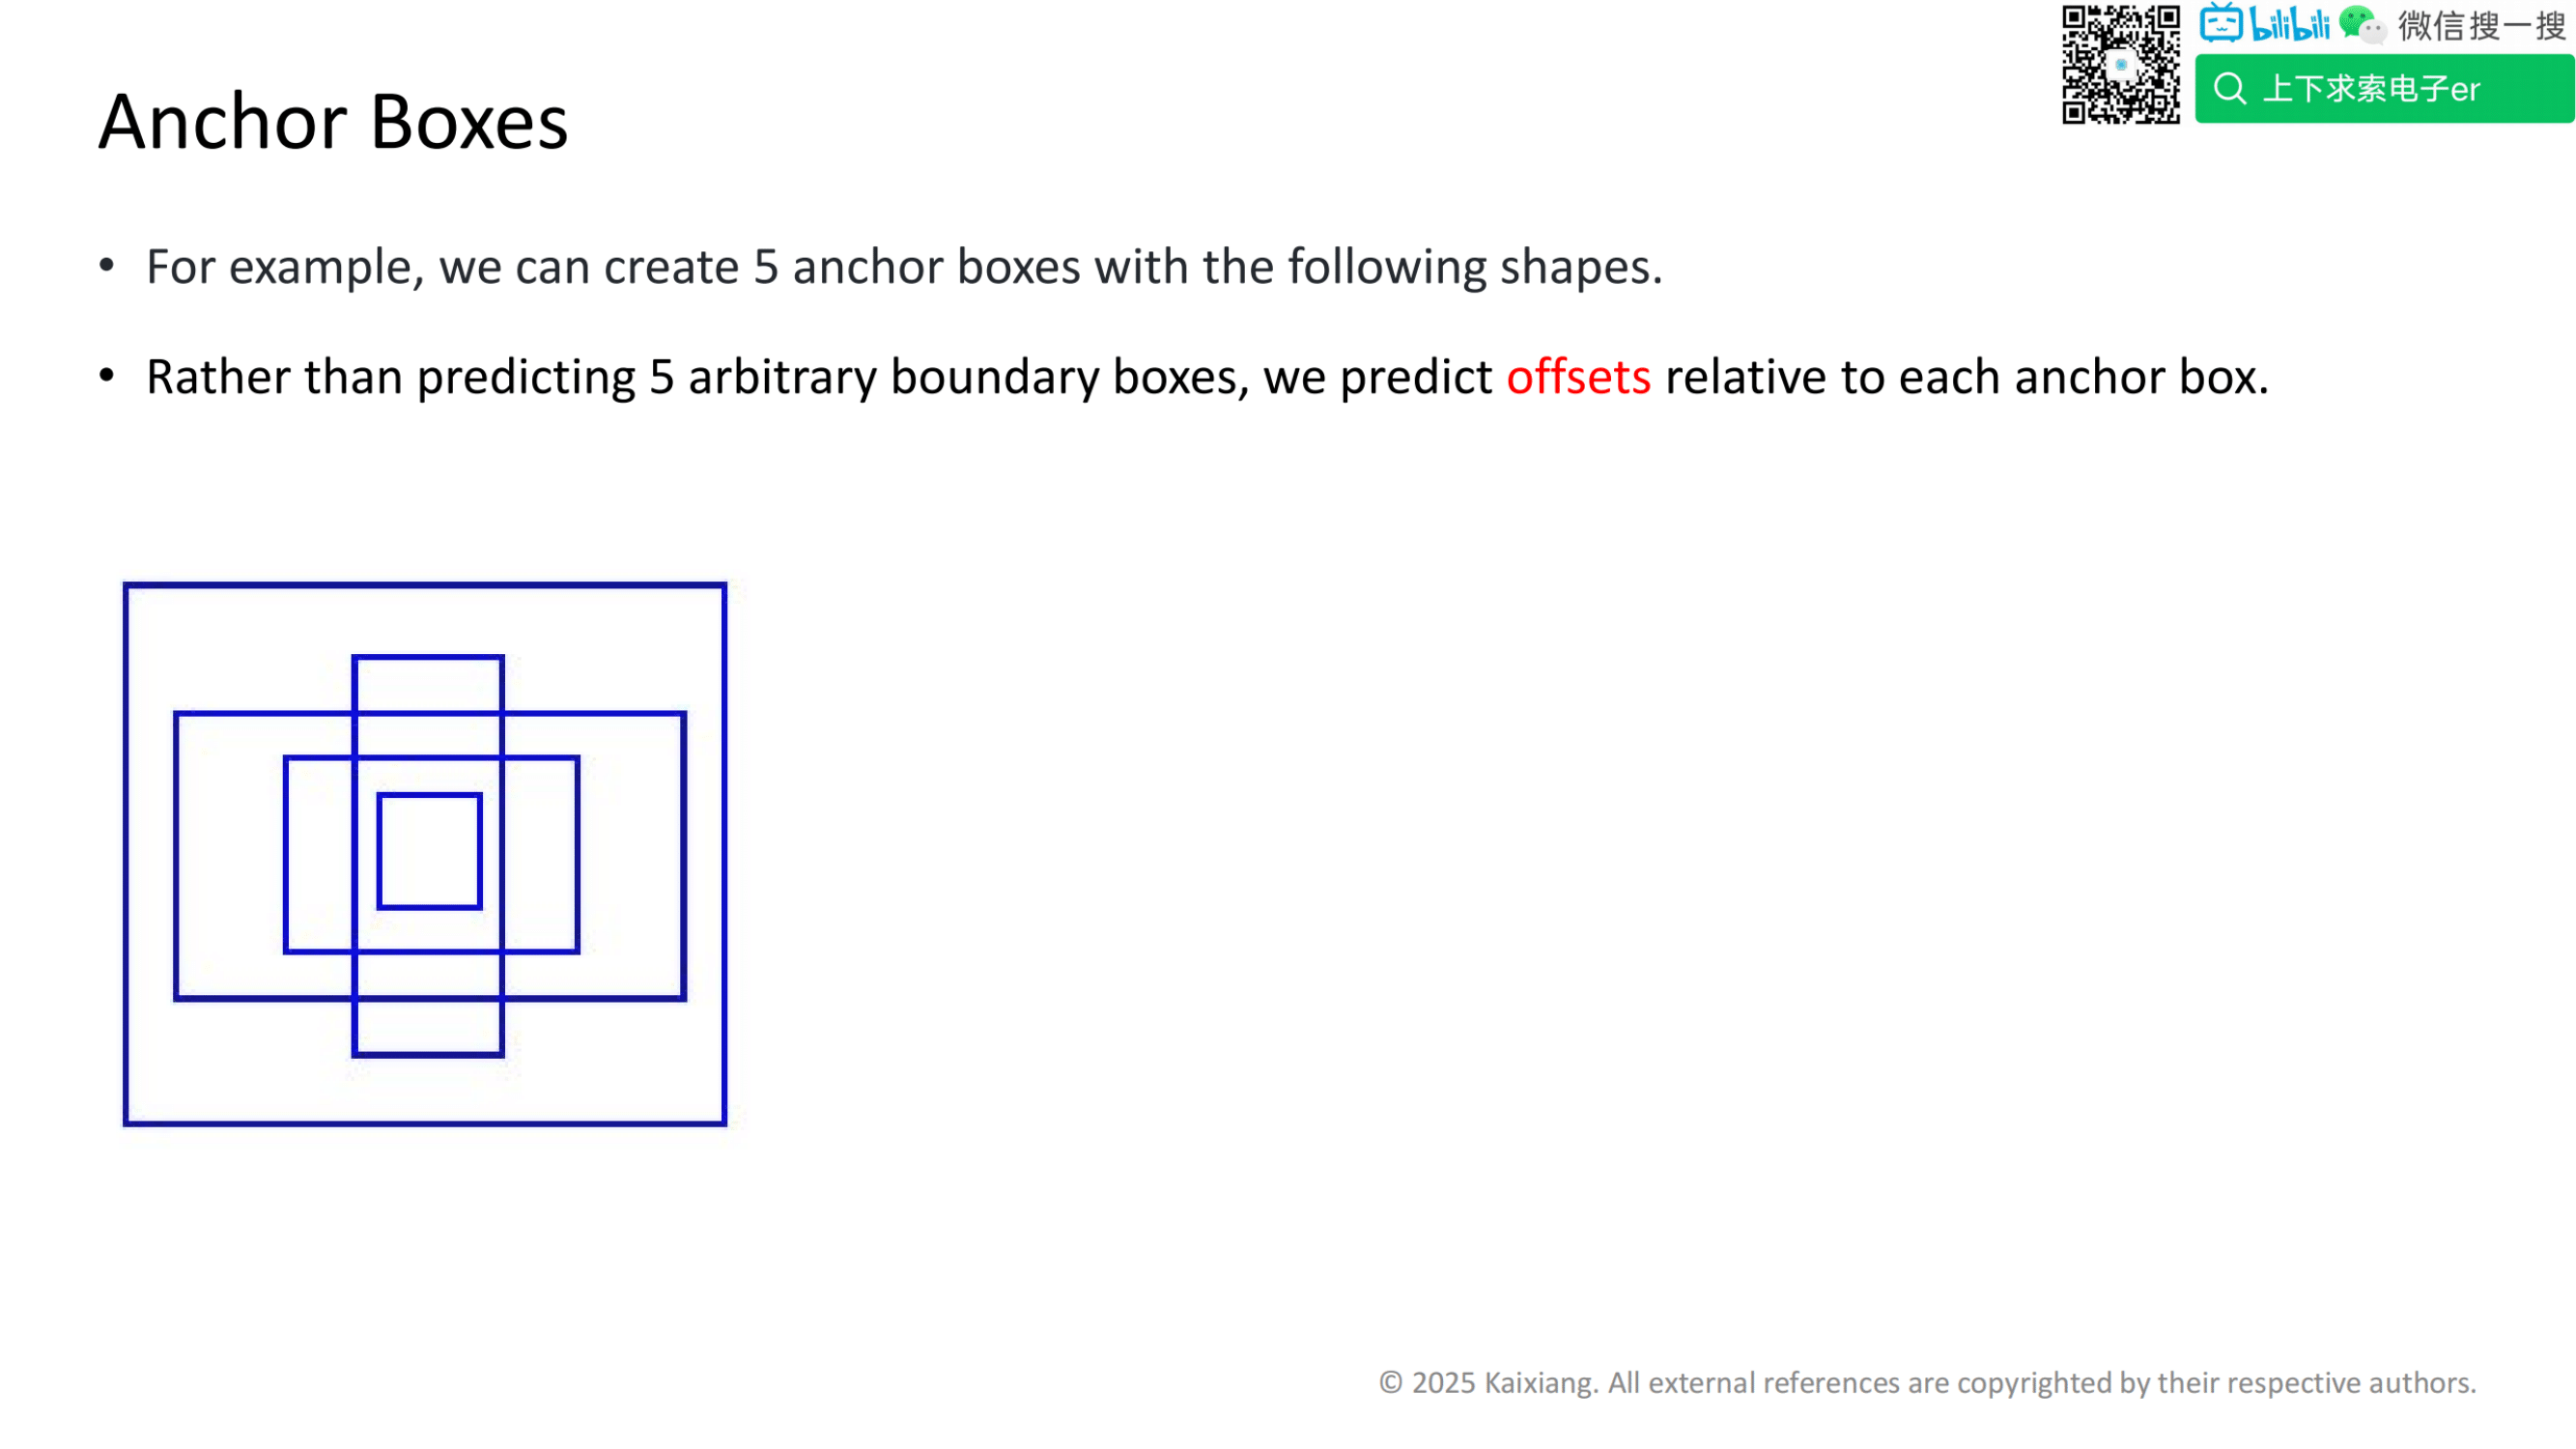 bilibili 微信搜一搜
上下求索电子er
Anchor Boxes
• For example, we can create 5 anchor boxes with the following shapes.
• Rather than predicting 5 arbitrary boundary boxes, we predict offsets relative to each anchor box.
© 2025 Kaixiang. All external references are copyrighted by their respective authors.